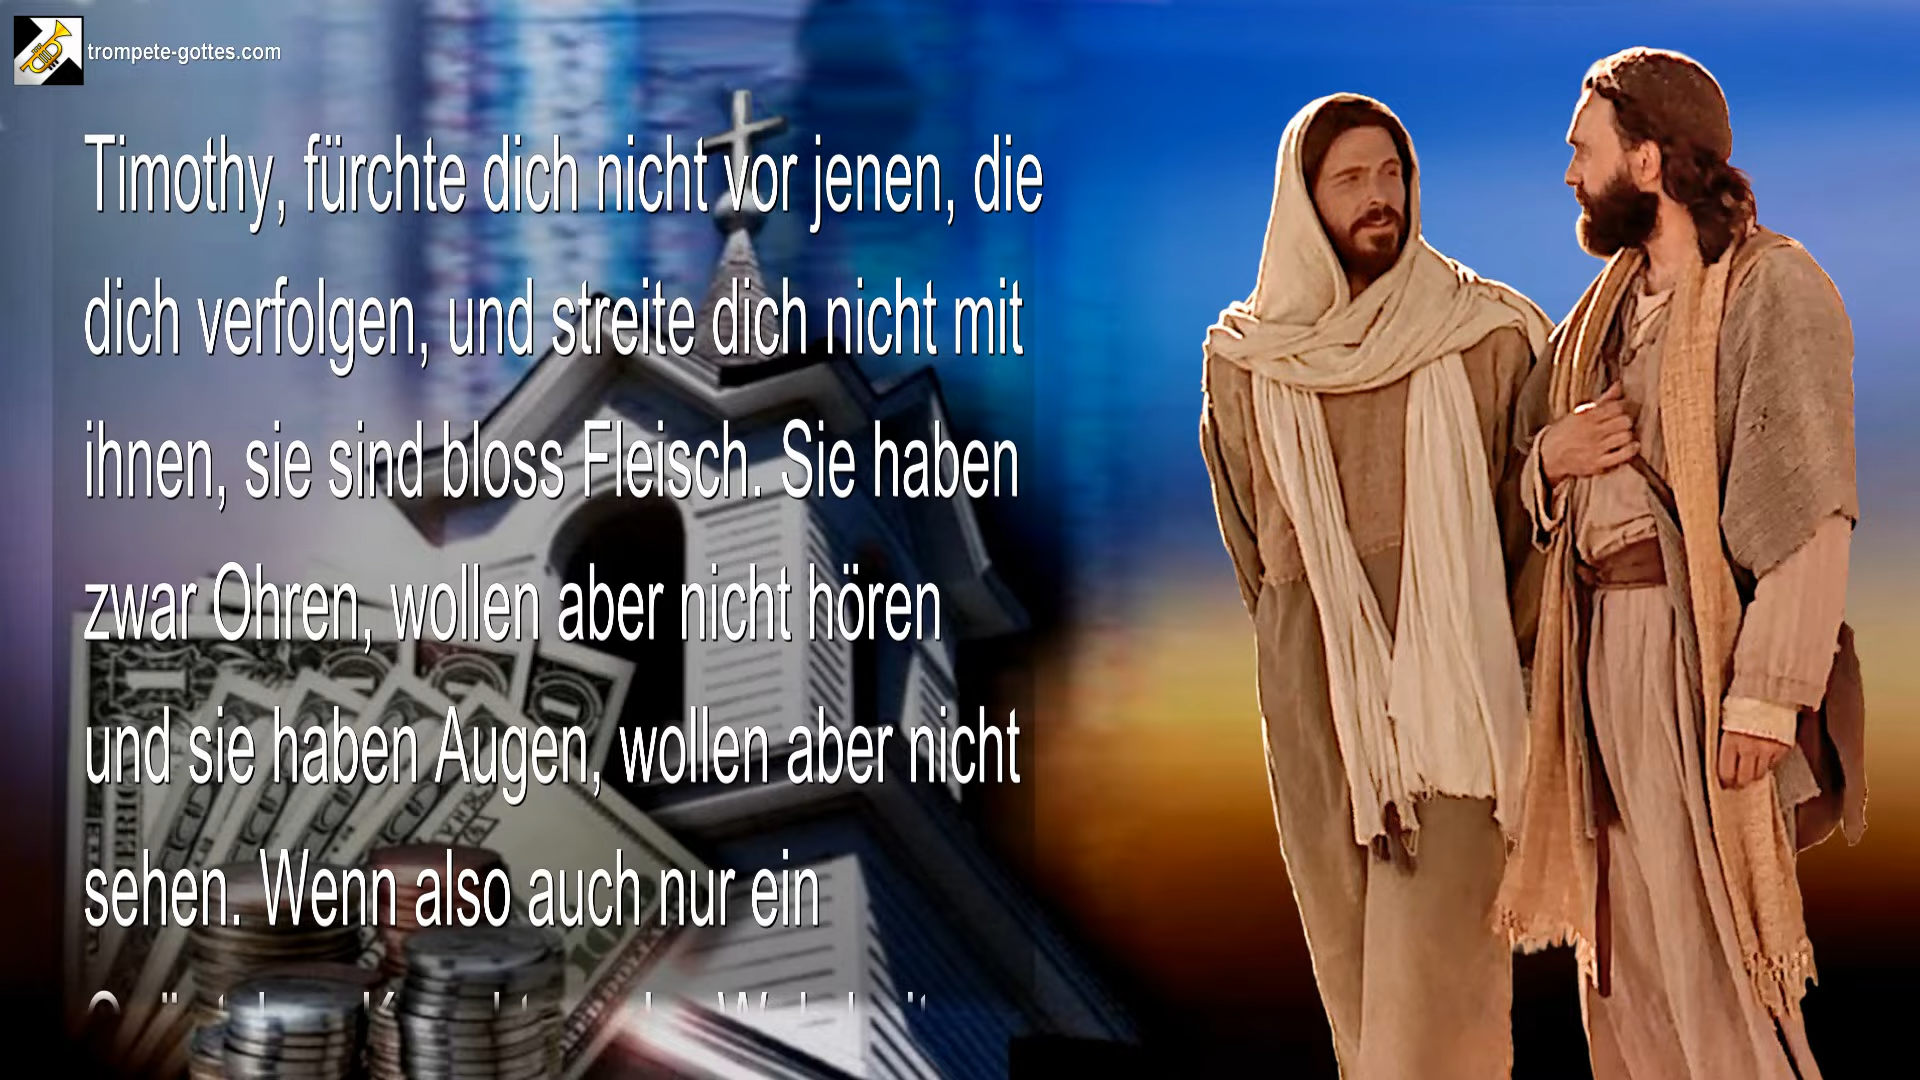 trompete-gottes.com
Timothy, fürchte dich nicht vor jenen, die
dich verfolgen, und streite dich nicht mit
ihnen, sie sind bloss Fleisch. Sie haben
zwar Ohren, wollen aber nicht hören
und sie haben Augen, wollen aber nicht
sehen. Wenn also auch nur ein